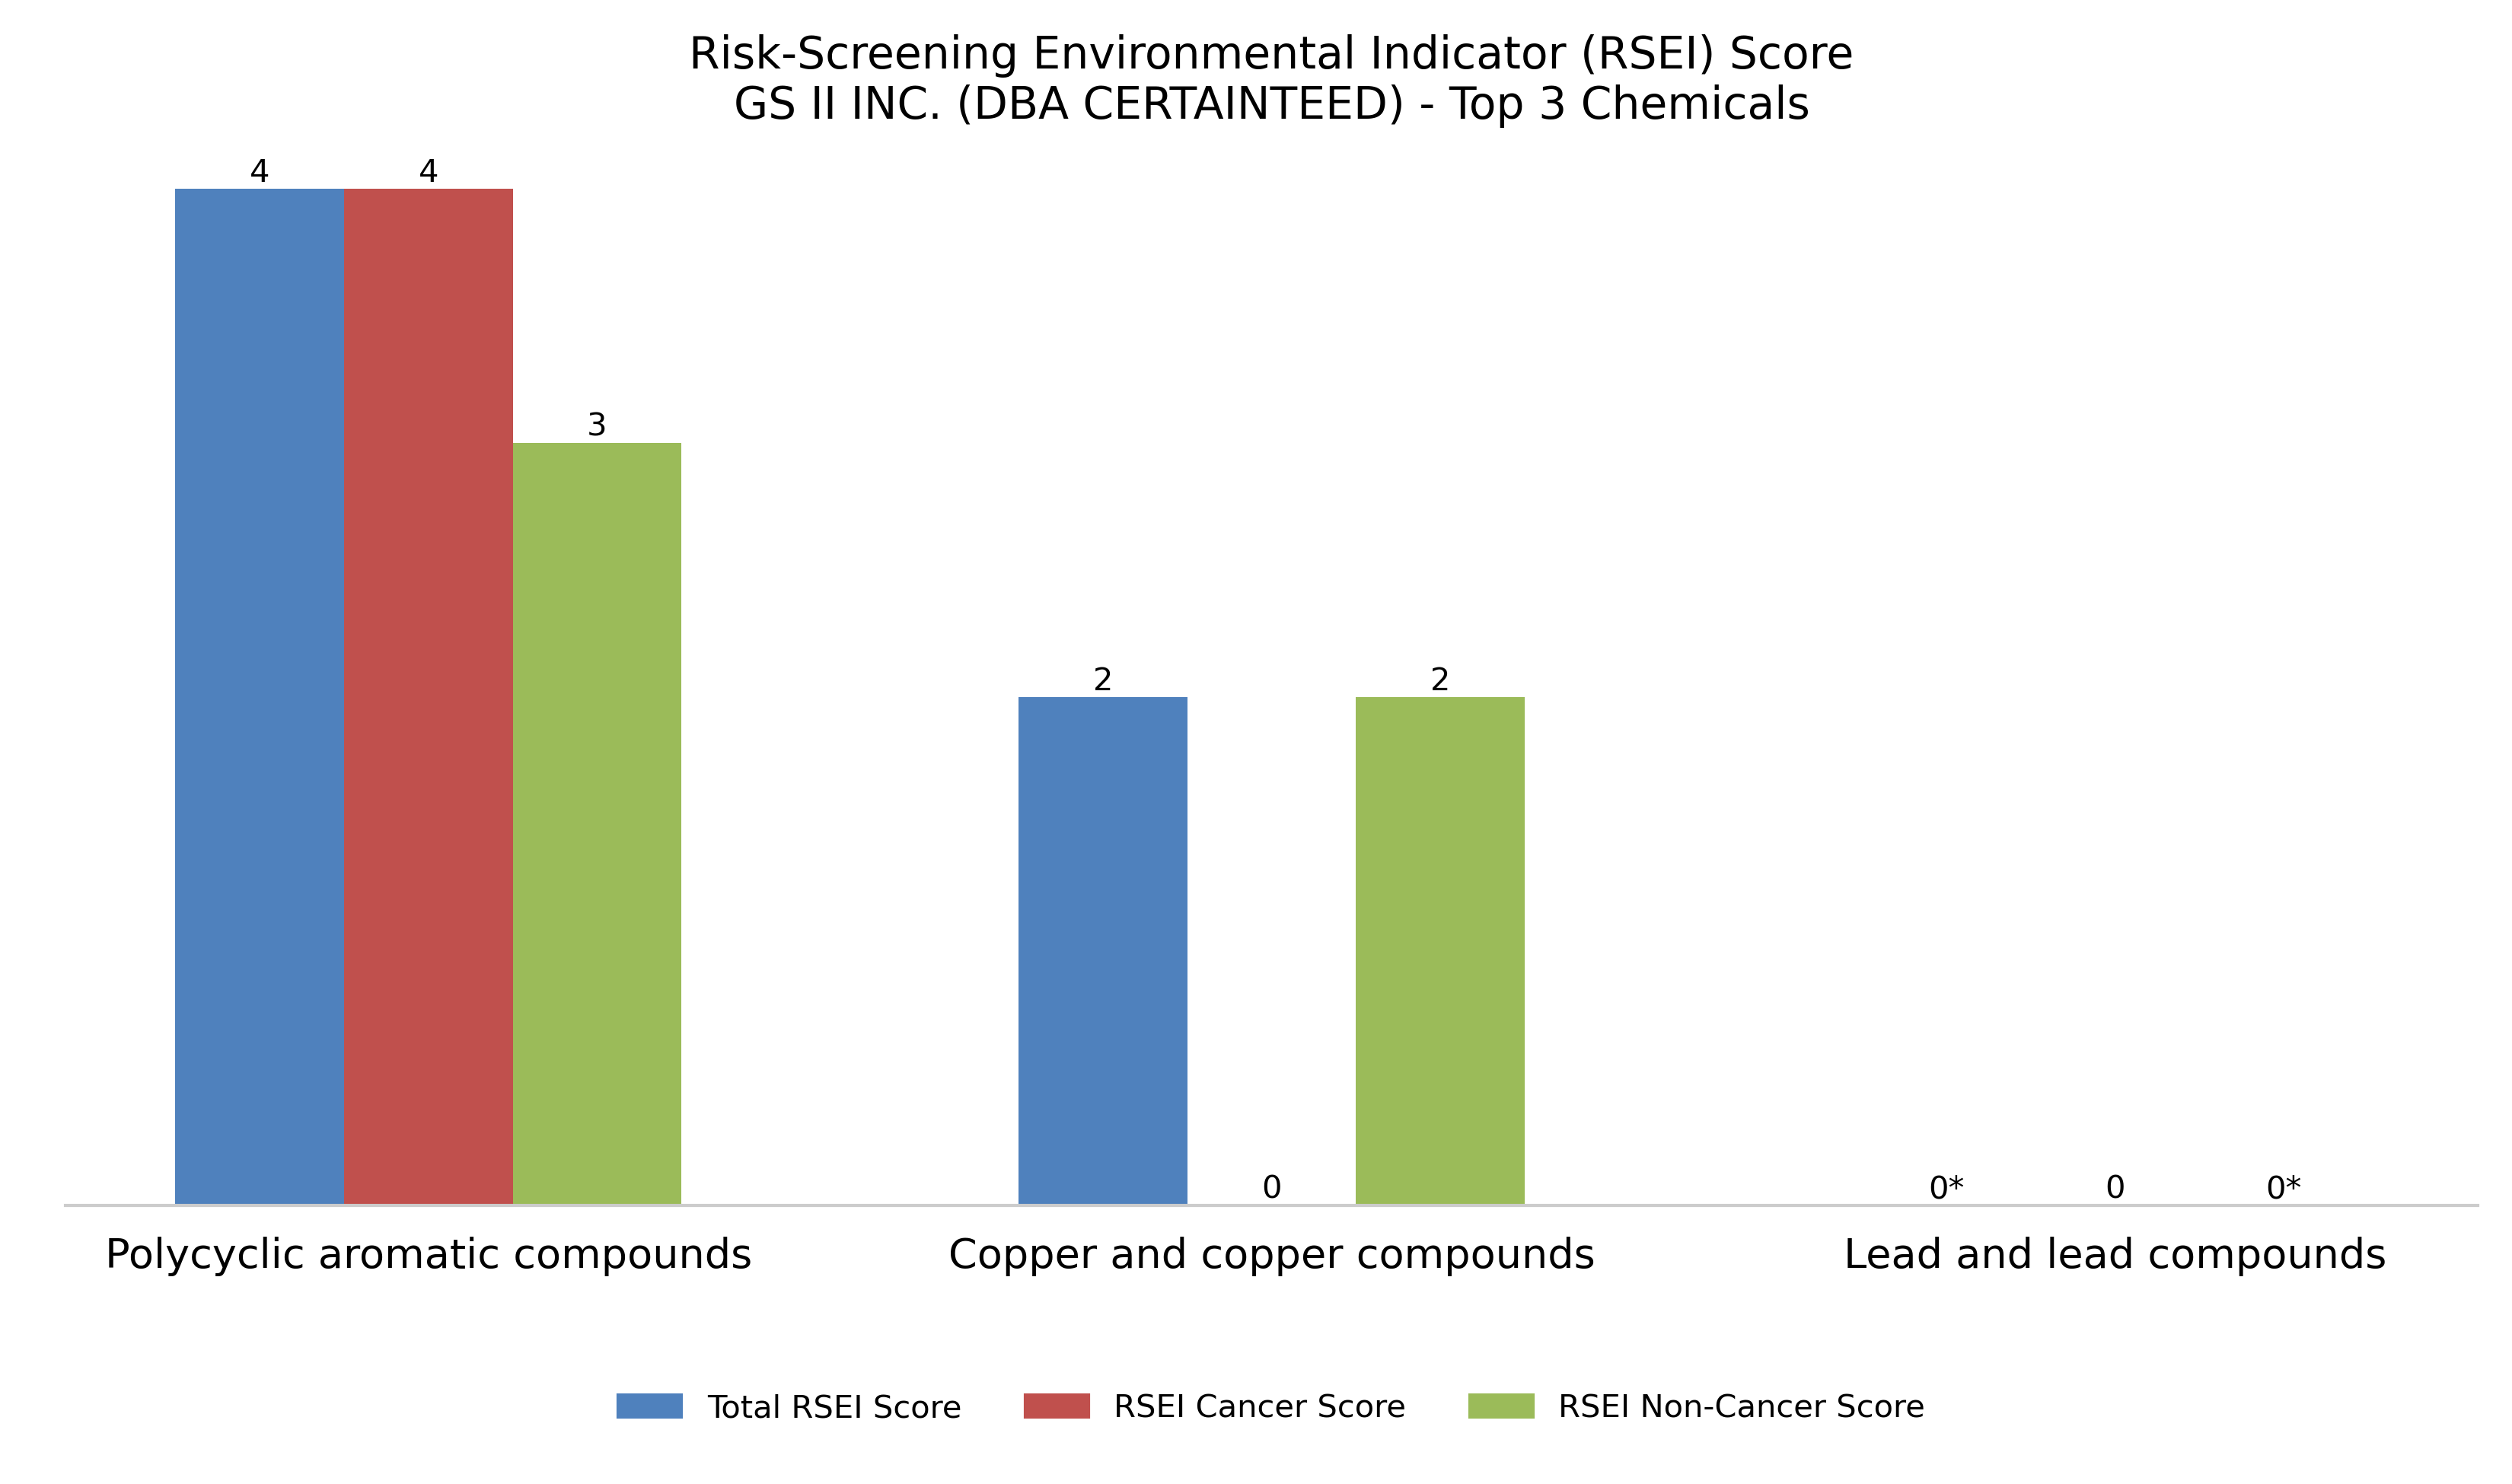 Risk-Screening Environmental Indicator (RSEI) Score
GS II INC. (DBA CERTAINTEED) - Top 3 Chemicals
4
4
3
2
0
2
0*
0
0*
Polycyclic aromatic compounds
Copper and copper compounds
Lead and lead compounds
Total RSEI Score
RSEI Cancer Score
RSEI Non-Cancer Score